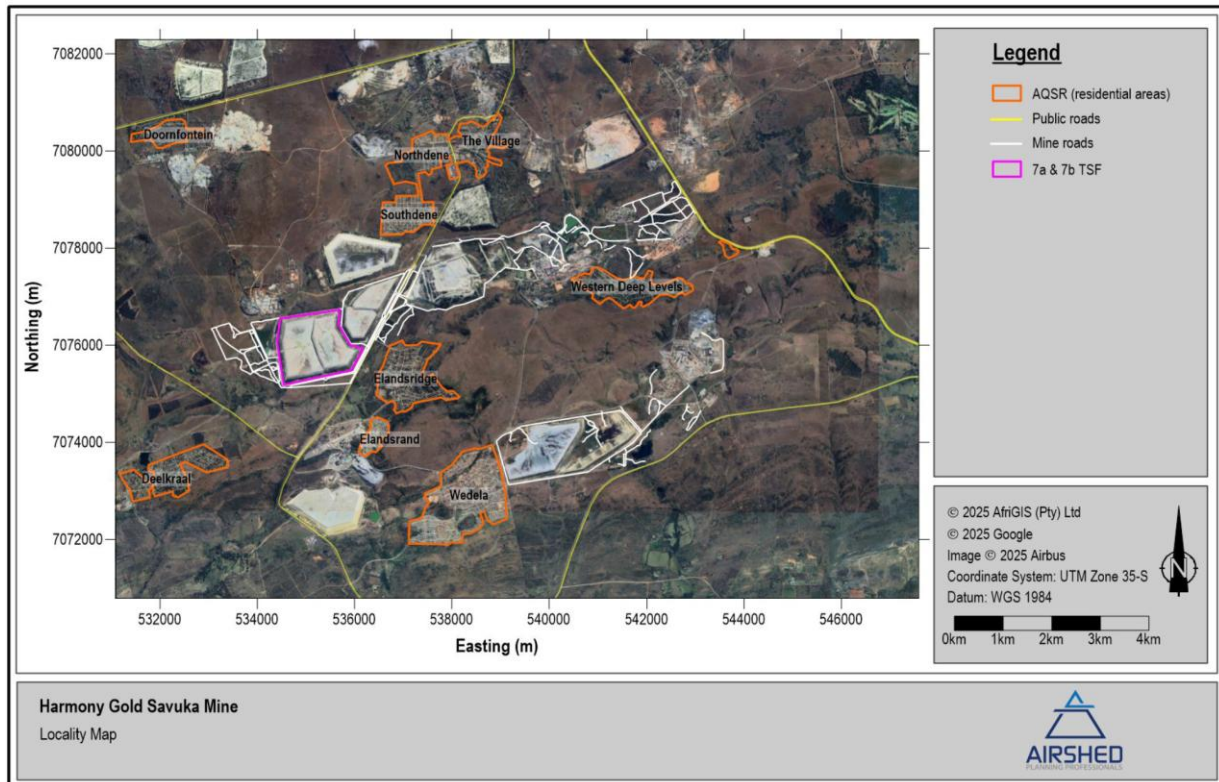 7082000
7080000
7078000
7076000
7074000
7072000
Northing (m)
532000
534000
536000
538000
540000
542000
544000
546000
Easting (m)
Doornfontein
Northdene
The Village
Southdene
Western Deep Levels
Elandsridge
Elandsrand
Deelkraal
Wedela
Legend
AQSR (residential areas)
Public roads
Mine roads
7a & 7b TSF
© 2025 AfriGIS (Pty) Ltd
© 2025 Google
Image © 2025 Airbus
Coordinate System: UTM Zone 35-S
Datum: WGS 1984
N
0km 1km 2km 3km 4km
Harmony Gold Savuka Mine
Locality Map
AIRSHED
PLANNING PROFESSIONALS